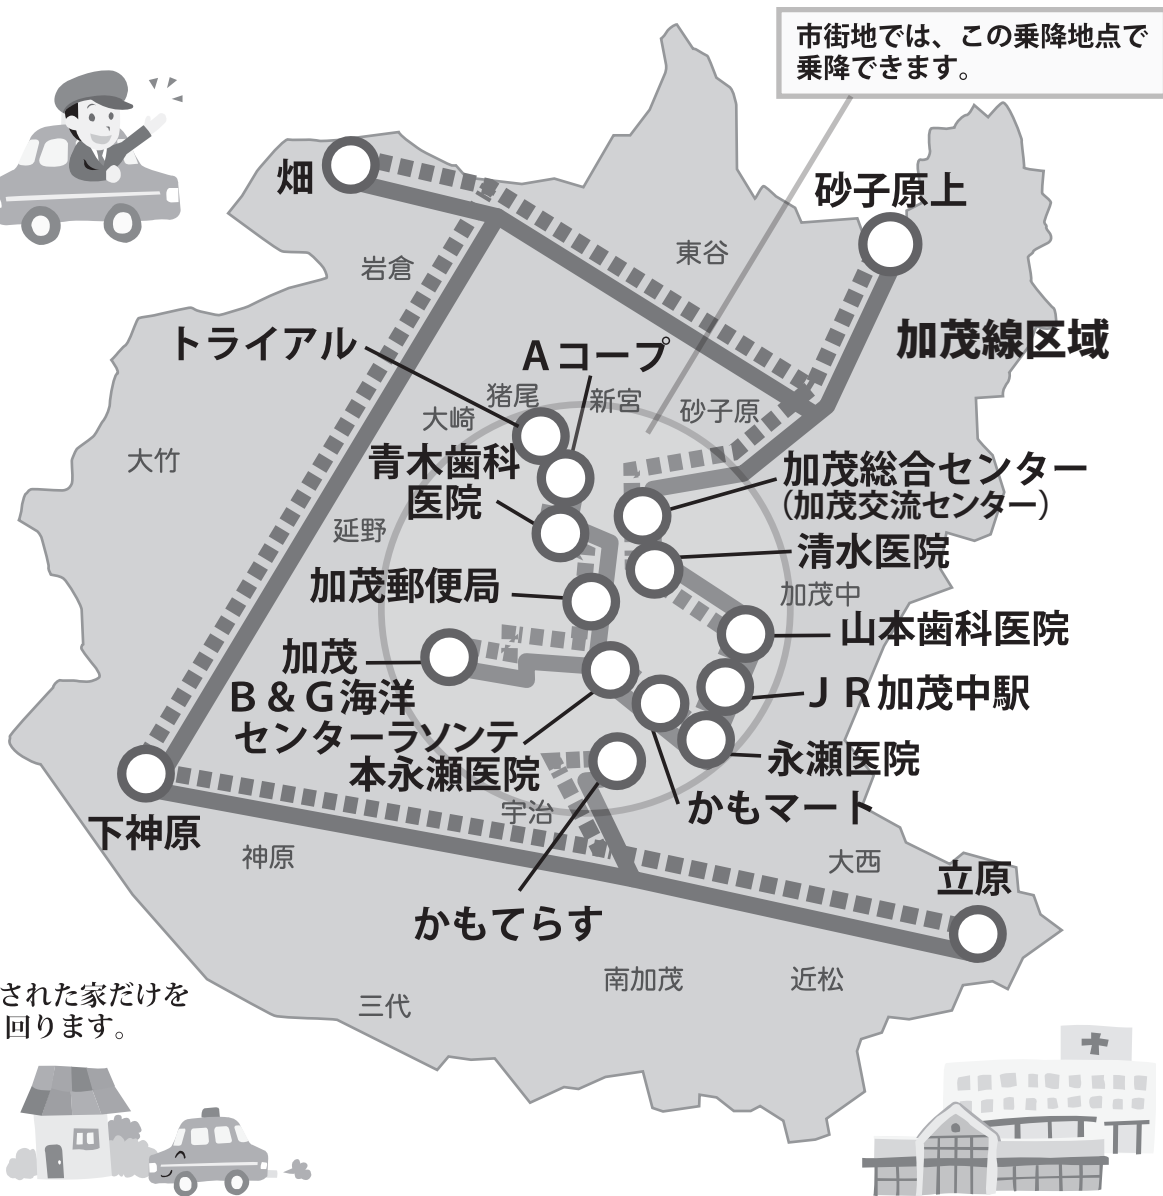 市街地では、この乗降地点で
乗降できます。
畑
砂子原上
東谷
岩倉
加茂線区域
トライアル
Aコープ
猪尾
新宮
大崎
砂子原
大竹
青木歯科
医院
加茂総合センター
(加茂交流センター)
延野
清水医院
加茂郵便局
加茂中
山本歯科医院
加茂
B&G海洋
センター
JR加茂中駅
ラソンテ
本永瀬医院
永瀬医院
かもマート
宇治
下神原
神原
大西
立原
かもてらす
南加茂
近松
三代
された家だけを
回ります。